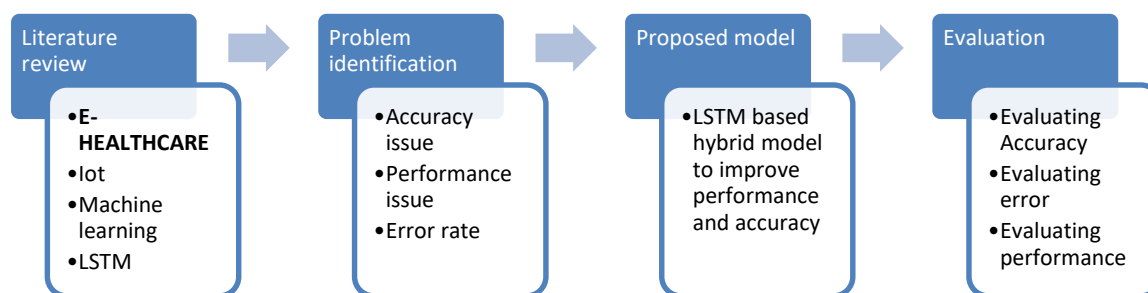 Literature
review
•E-
HEALTHCARE
•Iot
•Machine
learning
•LSTM
Problem
identification
•Accuracy
issue
•Performance
issue
•Error rate
Proposed model
•LSTM based
hybrid model
to improve
performance
and accuracy
Evaluation
•Evaluating
Accuracy
•Evaluating
error
•Evaluating
performance